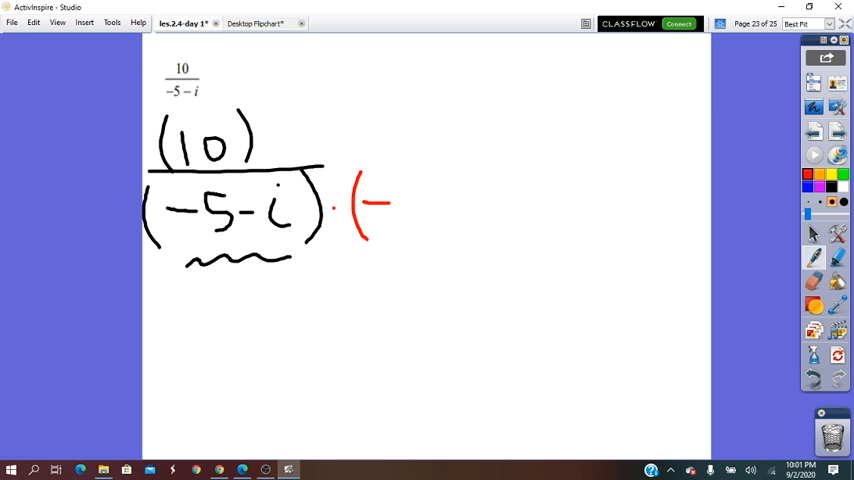 ActivInspire - Studio
File Edit View Insert Tools Help les.2.4-day 1* Desktop Flipchart* CLASSFLOW Connect Page 23 of 25 Best Fit
10
-5 - i
(10)
(-5-i) · (-
10:01 PM
9/2/2020